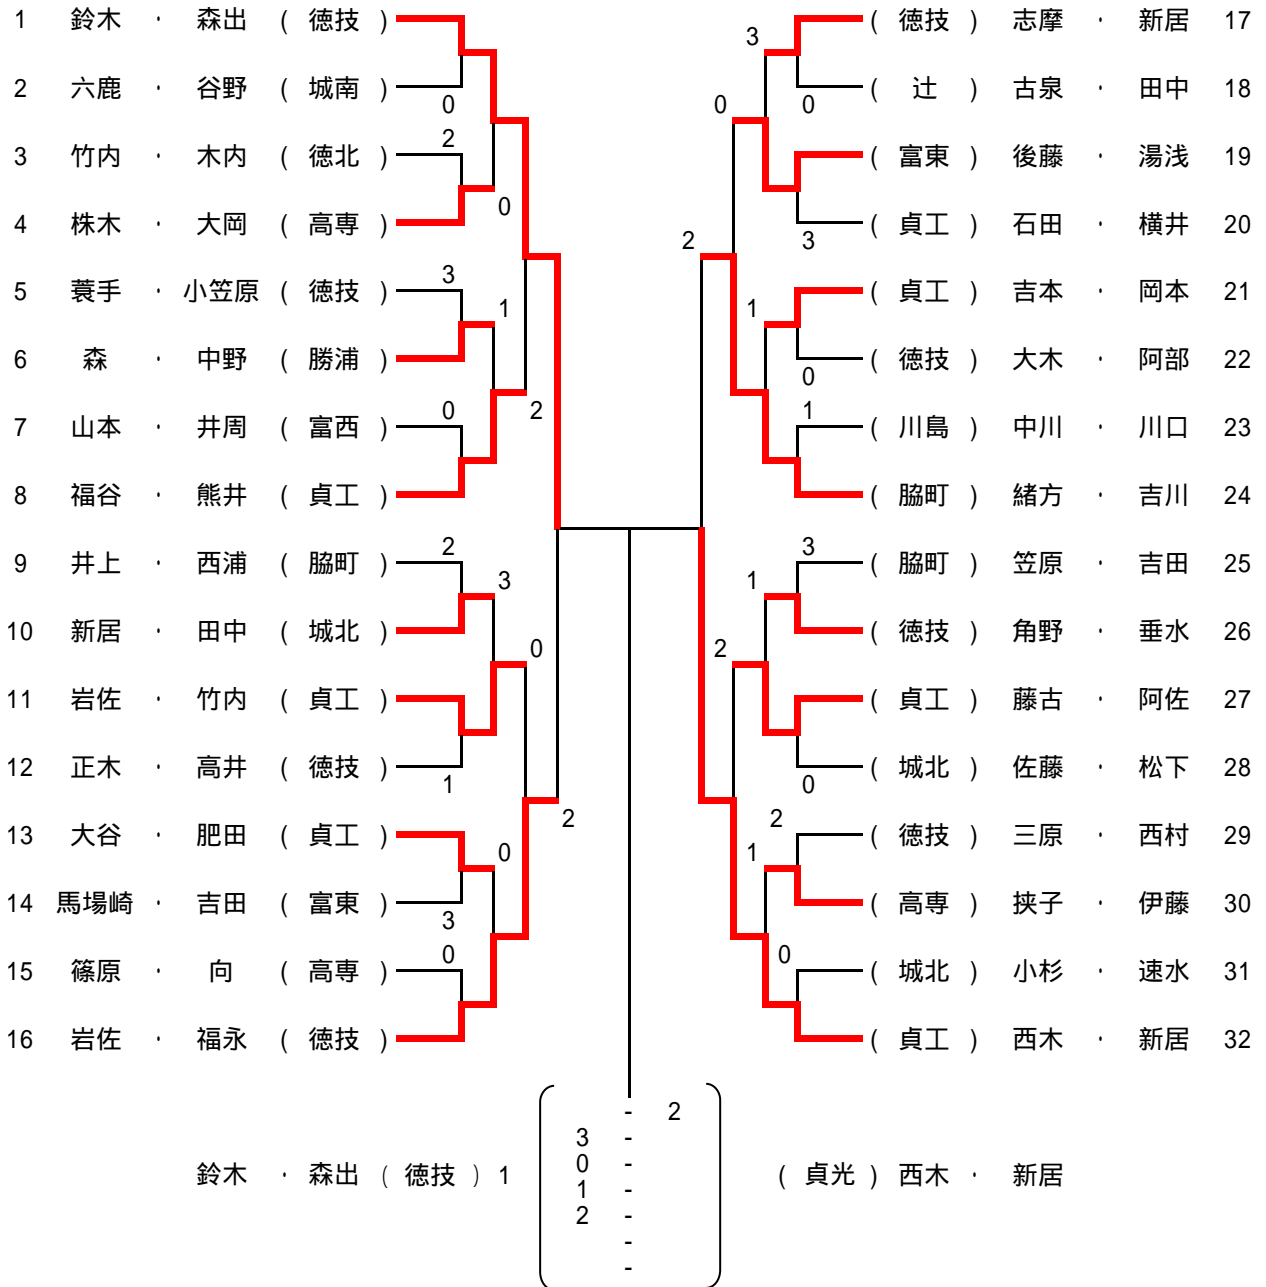 1 鈴木 · 森出 ( 徳技 ) 3 ( 徳技 ) 志摩 · 新居 17
2 六鹿 · 谷野 ( 城南 ) 0 0 0 ( 辻 ) 古泉 · 田中 18
3 竹内 · 木内 ( 徳北 ) 2 ( 富東 ) 後藤 · 湯浅 19
4 株木 · 大岡 ( 高専 ) 0 2 3 ( 貞工 ) 石田 · 横井 20
5 蓑手 · 小笠原 ( 徳技 ) 3 1 1 ( 貞工 ) 吉本 · 岡本 21
6 森 · 中野 ( 勝浦 ) 0 ( 徳技 ) 大木 · 阿部 22
7 山本 · 井周 ( 富西 ) 0 2 1 ( 川島 ) 中川 · 川口 23
8 福谷 · 熊井 ( 貞工 ) ( 脇町 ) 緒方 · 吉川 24
9 井上 · 西浦 ( 脇町 ) 2 3 1 3 ( 脇町 ) 笠原 · 吉田 25
10 新居 · 田中 ( 城北 ) 0 2 ( 徳技 ) 角野 · 垂水 26
11 岩佐 · 竹内 ( 貞工 ) ( 貞工 ) 藤古 · 阿佐 27
12 正木 · 高井 ( 徳技 ) 1 0 ( 城北 ) 佐藤 · 松下 28
13 大谷 · 肥田 ( 貞工 ) 0 2 2 1 ( 徳技 ) 三原 · 西村 29
14 馬場崎 · 吉田 ( 富東 ) 3 ( 高専 ) 挟子 · 伊藤 30
15 篠原 · 向 ( 高専 ) 0 0 ( 城北 ) 小杉 · 速水 31
16 岩佐 · 福永 ( 徳技 ) ( 貞工 ) 西木 · 新居 32
- 2
3 -
0 -
鈴木 · 森出 ( 徳技 ) 1 ( 貞光 ) 西木 · 新居
1 -
2 -
-
-